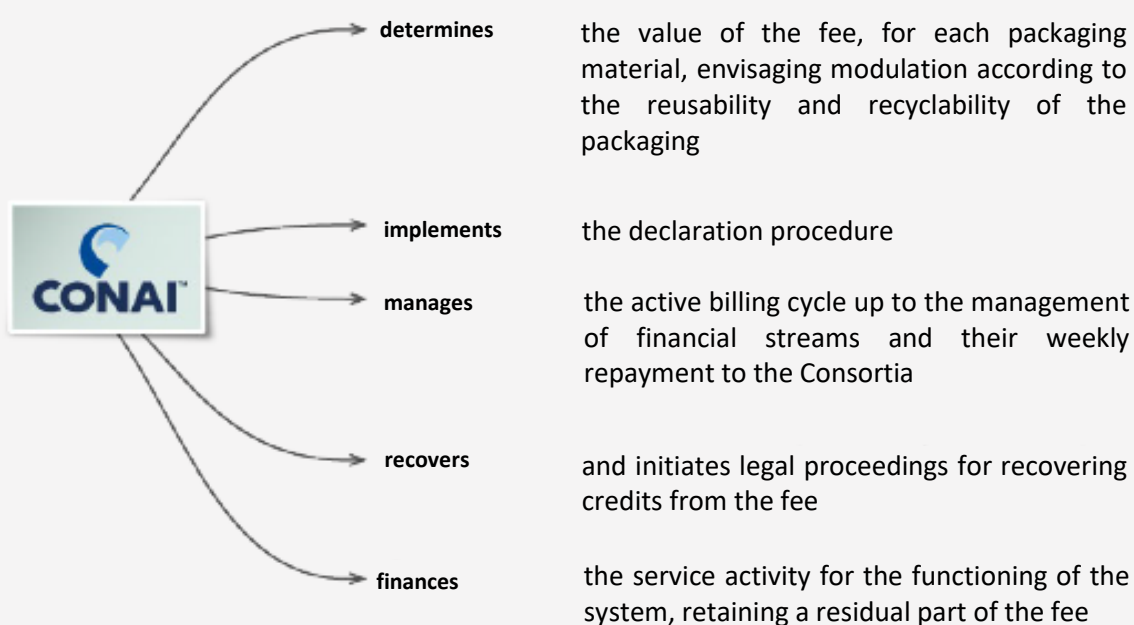 determines
the value of the fee, for each packaging
material, envisaging modulation according to
the reusability and recyclability of the
packaging
CONAI™
implements
the declaration procedure
manages
the active billing cycle up to the management
of financial streams and their weekly
repayment to the Consortia
recovers
and initiates legal proceedings for recovering
credits from the fee
finances
the service activity for the functioning of the
system, retaining a residual part of the fee